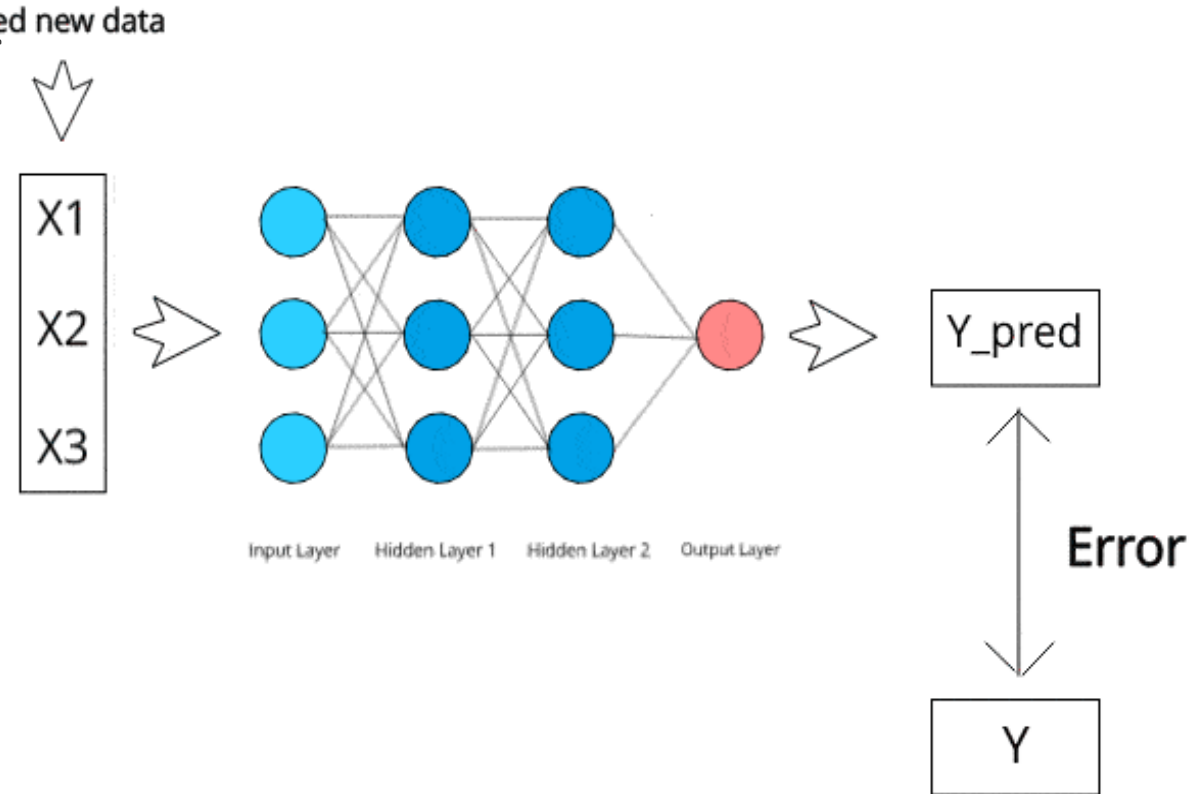 ed new data
X1
X2
X3
Input Layer
Hidden Layer 1
Hidden Layer 2
Output Layer
Y_pred
Error
Y